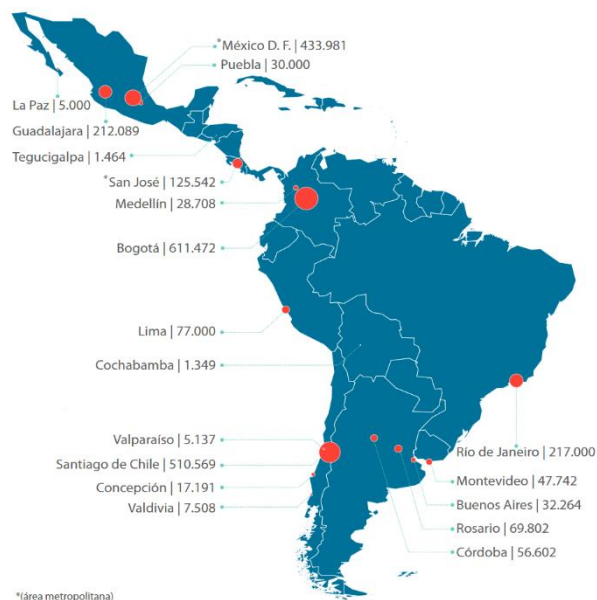 *México D. F. | 433.981
Puebla | 30.000
La Paz | 5.000
Guadalajara | 212.089
Tegucigalpa | 1.464
*San José | 125.542
Medellín | 28.708
Bogotá | 611.472
Lima | 77.000
Cochabamba | 1.349
Valparaíso | 5.137
Santiago de Chile | 510.569
Concepción | 17.191
Valdivia | 7.508
Río de Janeiro | 217.000
Montevideo | 47.742
Buenos Aires | 32.264
Rosario | 69.802
Córdoba | 56.602
*(área metropolitana)